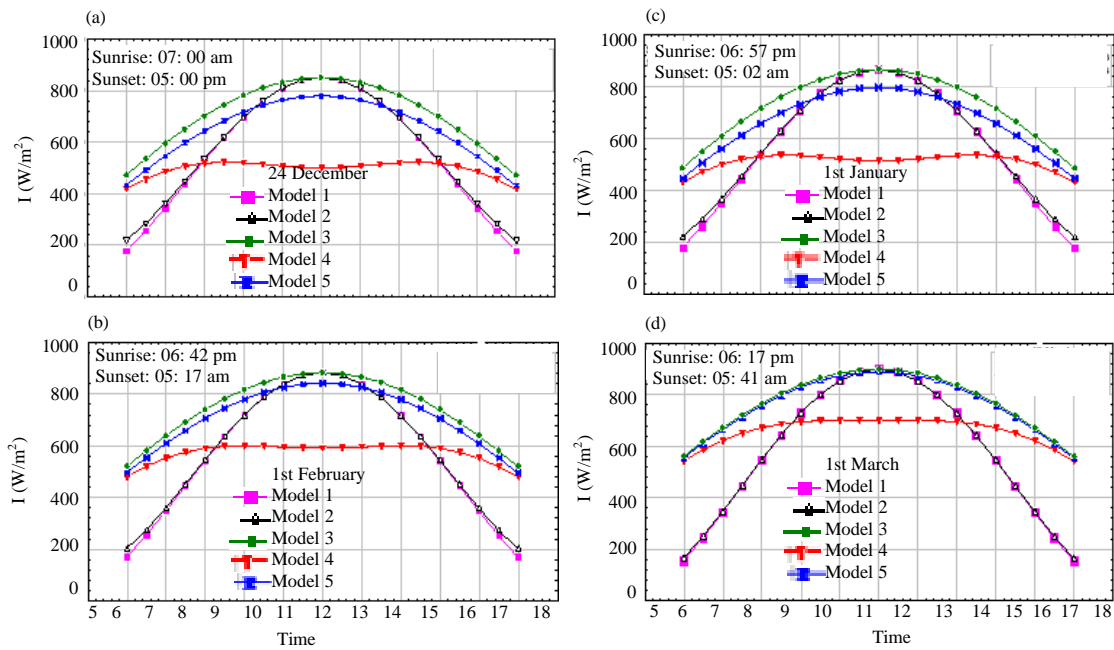 (a)
1000
800
600
400
200
0
I (W/m²)
Sunrise: 07: 00 am
Sunset: 05: 00 pm
24 December
Model 1
Model 2
Model 3
Model 4
Model 5
(c)
1000
800
600
400
200
0
I (W/m²)
Sunrise: 06: 57 pm
Sunset: 05: 02 am
1st January
Model 1
Model 2
Model 3
Model 4
Model 5
(b)
1000
800
600
400
200
0
I (W/m²)
Sunrise: 06: 42 pm
Sunset: 05: 17 am
1st February
Model 1
Model 2
Model 3
Model 4
Model 5
5 6 7 8 9 10 11 12 13 14 15 16 17 18
Time
(d)
1000
800
600
400
200
0
I (W/m²)
Sunrise: 06: 17 pm
Sunset: 05: 41 am
1st March
Model 1
Model 2
Model 3
Model 4
Model 5
5 6 7 8 9 10 11 12 13 14 15 16 17 18
Time